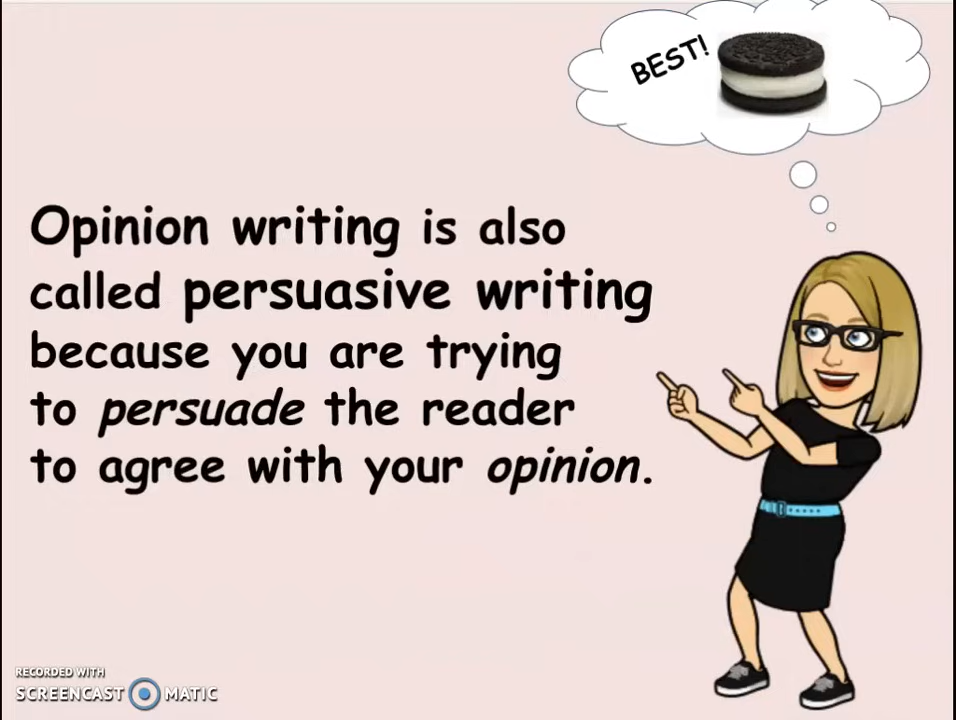 BEST!
Opinion writing is also
called persuasive writing
because you are trying
to persuade the reader
to agree with your opinion.
RECORDED WITH
SCREENCAST MATIC